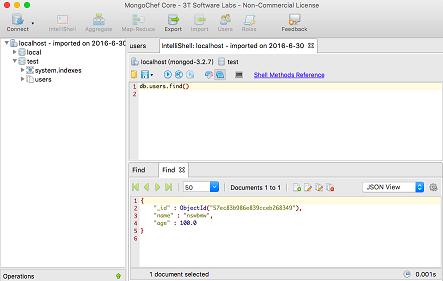 MongoChef Core - 3T Software Labs - Non-Commercial License
Connect IntelliShell Aggregate Map-Reduce Export Import Users Roles Feedback
localhost - imported on 2016-6-30
local
test
system.indexes
users
Operations
users IntelliShell: localhost - imported on 2016-6-30
localhost (mongod-3.2.7) test
Shell Methods Reference
1 db.users.find()
2
Find Find
50 Documents 1 to 1 JSON View
1 {
2 "_id" : ObjectId("57ec83b986e839cceb268349"),
3 "name" : "nswbmw",
4 "age" : 100.0
5 }
6
1 document selected 0.001s